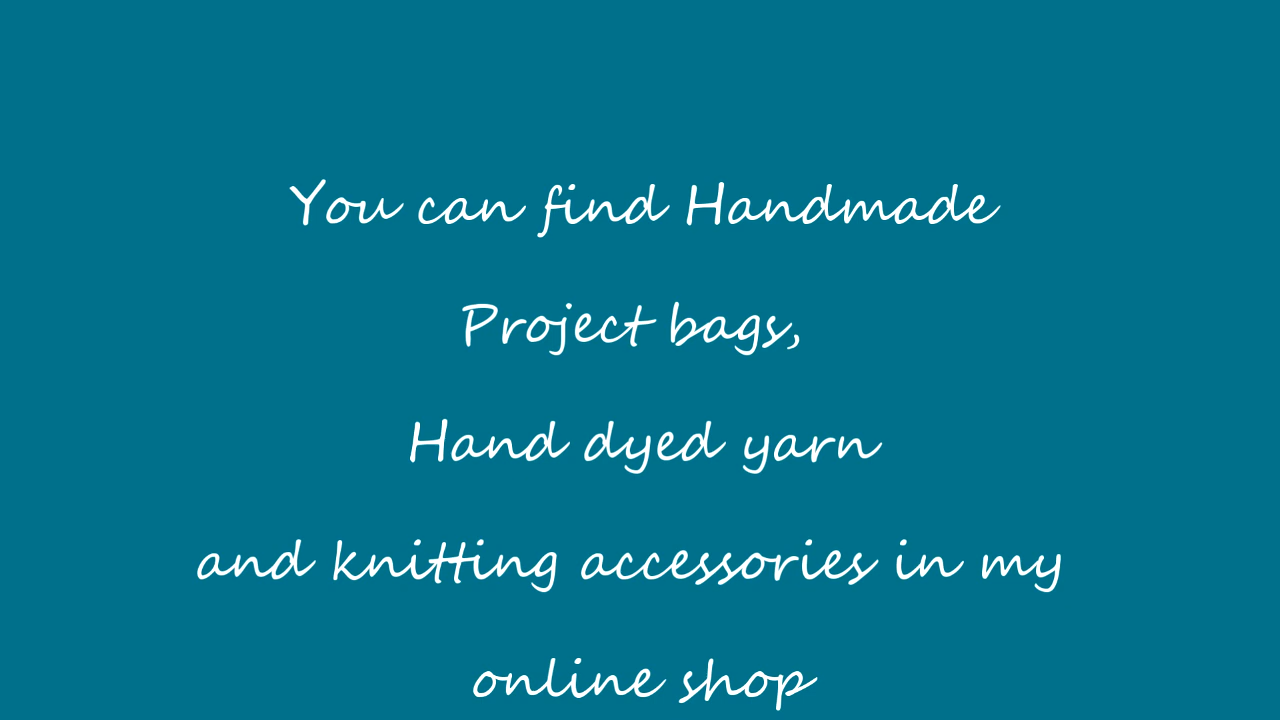 You can find Handmade
Project bags,
Hand dyed yarn
and knitting accessories in my
online shop